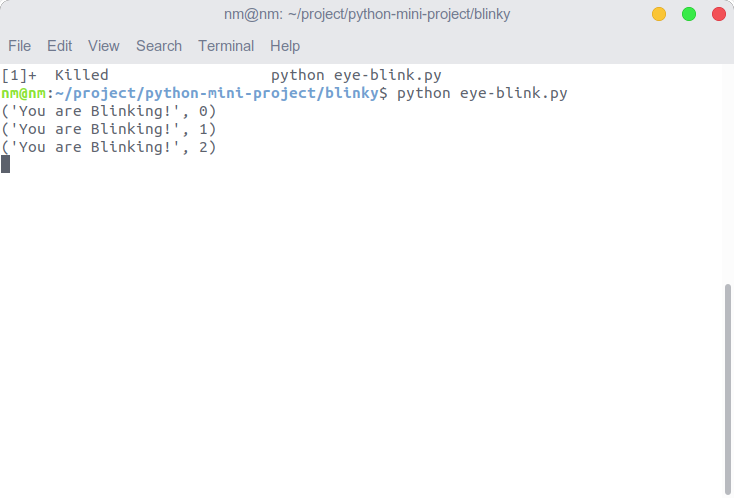 nm@nm: ~/project/python-mini-project/blinky
File Edit View Search Terminal Help
[1]+  Killed                  python eye-blink.py
nm@nm:~/project/python-mini-project/blinky$ python eye-blink.py
('You are Blinking!', 0)
('You are Blinking!', 1)
('You are Blinking!', 2)